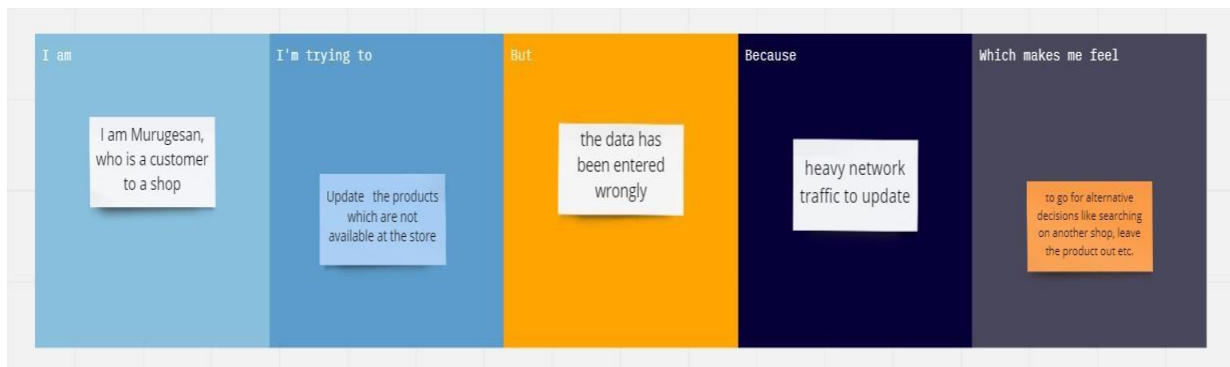 I am
I am Murugesan,
who is a customer
to a shop
I'm trying to
Update the products
which are not
available at the store
But
the data has
been entered
wrongly
Because
heavy network
traffic to update
Which makes me feel
to go for alternative
decisions like searching
on another shop, leave
the product out etc.